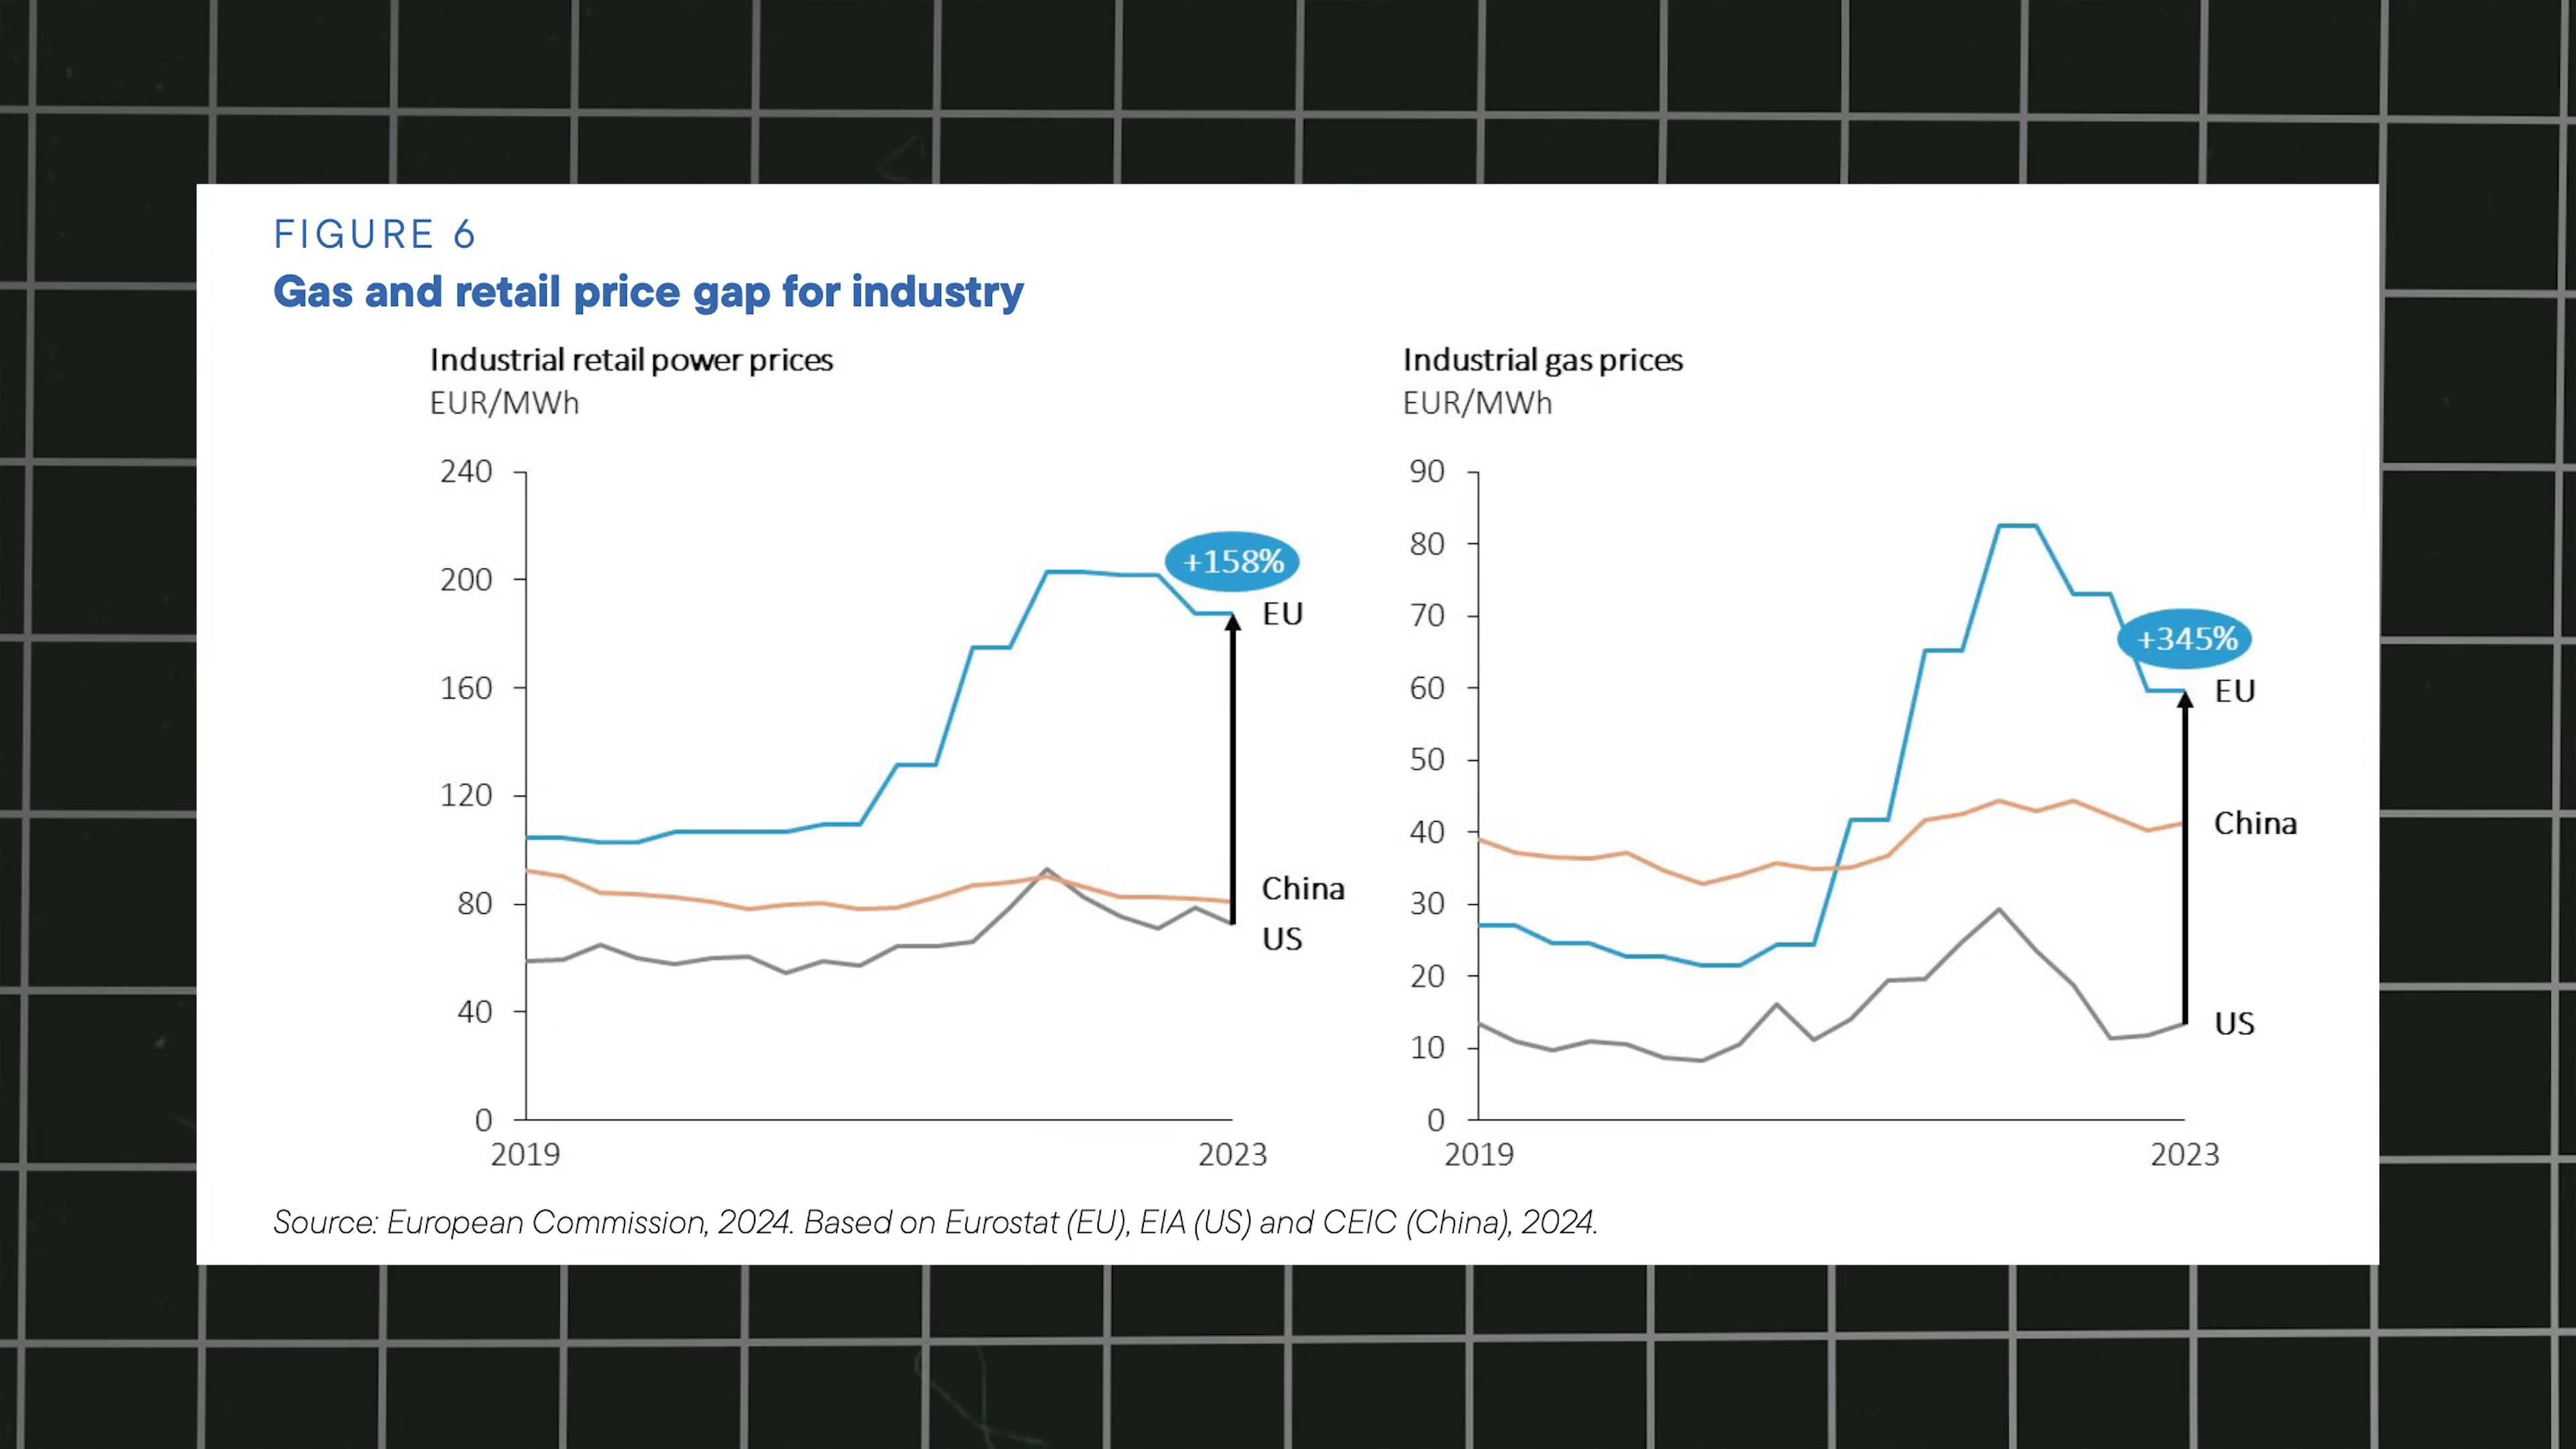 FIGURE 6
Gas and retail price gap for industry
Industrial retail power prices
EUR/MWh
240
200
160
120
80
40
0
2019
2023
+158%
EU
China
US
Industrial gas prices
EUR/MWh
90
80
70
60
50
40
30
20
10
0
2019
2023
+345%
EU
China
US
Source: European Commission, 2024. Based on Eurostat (EU), EIA (US) and CEIC (China), 2024.